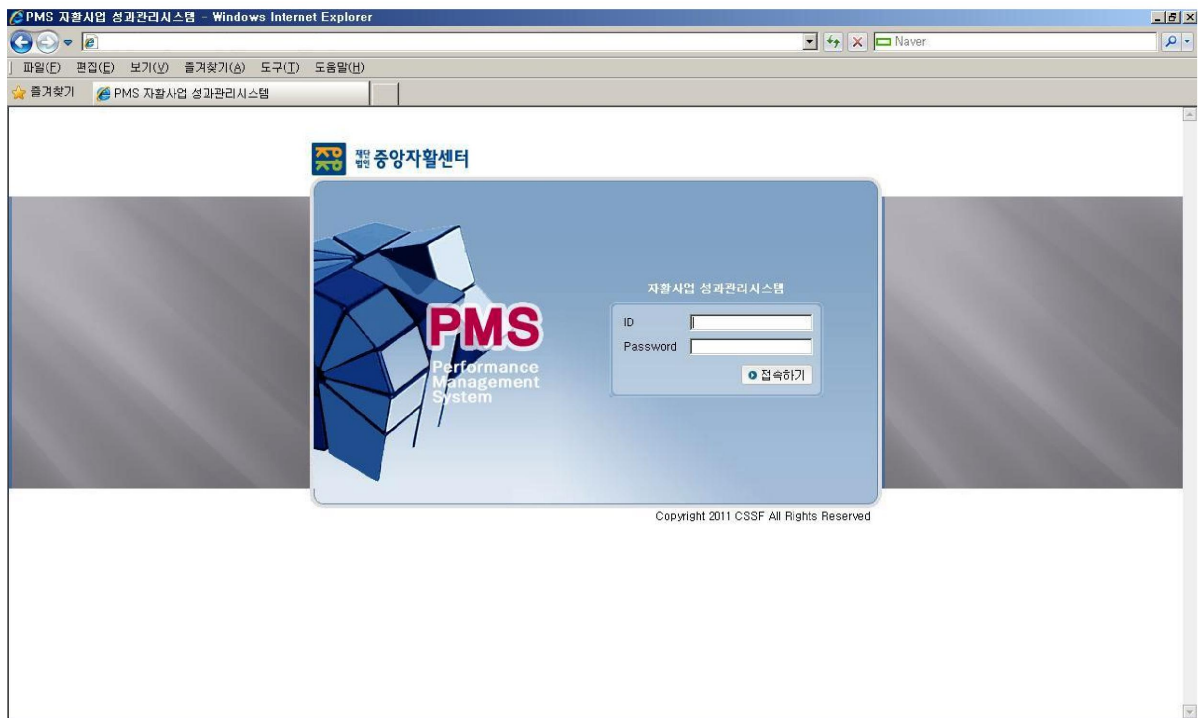 PMS 자활사업 성과관리시스템 - Windows Internet Explorer
Naver
파일(F) 편집(E) 보기(V) 즐겨찾기(A) 도구(T) 도움말(H)
즐겨찾기 PMS 자활사업 성과관리시스템
재단법인 중앙자활센터
자활사업 성과관리시스템
PMS
Performance
Management
System
ID
Password
접속하기
Copyright 2011 CSSF All Rights Reserved